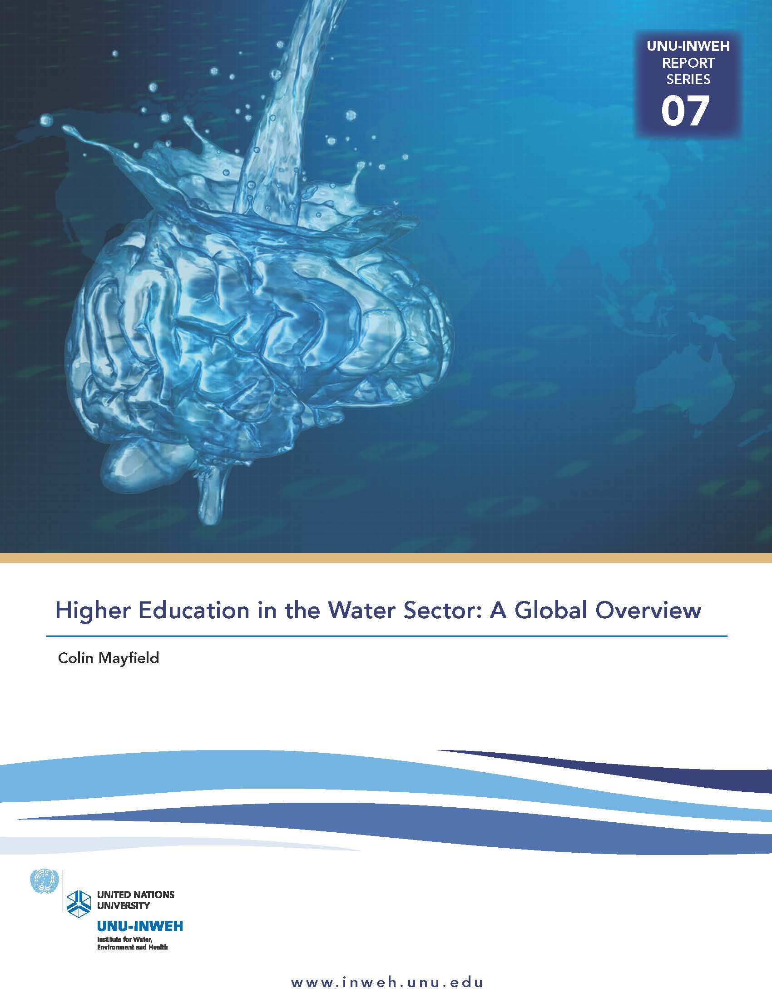 UNU-INWEH
REPORT
SERIES
07
Higher Education in the Water Sector: A Global Overview
Colin Mayfield
UNITED NATIONS
UNIVERSITY
UNU-INWEH
Institute for Water,
Environment and Health
www.inweh.unu.edu